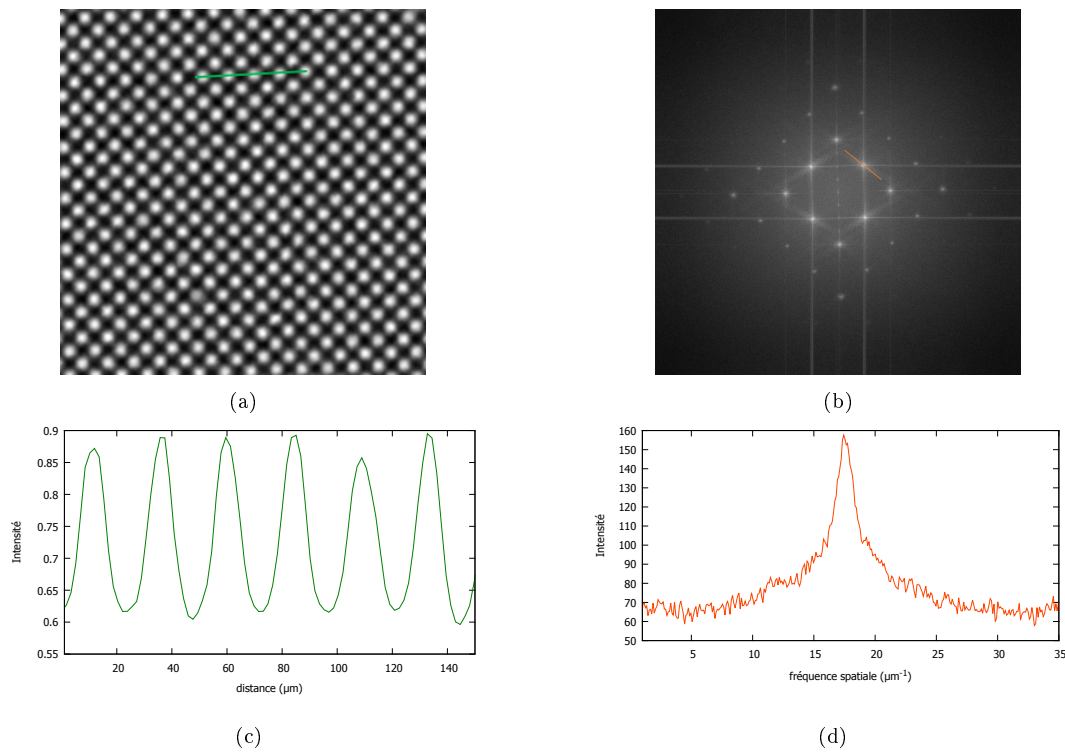 (a)
(b)
0.9
0.85
0.8
0.75
0.7
0.65
0.6
0.55
20 40 60 80 100 120 140
Intensité
distance (µm)
(c)
160
150
140
130
120
110
100
90
80
70
60
50
5 10 15 20 25 30 35
Intensité
fréquence spatiale (µm⁻¹)
(d)